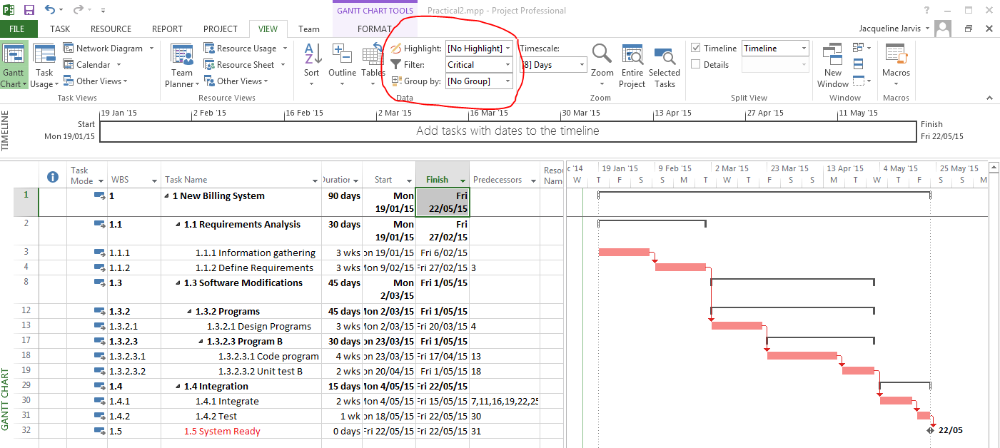 GANTT CHART TOOLS Practical2.mpp - Project Professional
FILE TASK RESOURCE REPORT PROJECT VIEW Team FORMAT Jacqueline Jarvis
Gantt Chart
Task Usage
Network Diagram
Calendar
Other Views
Task Views
Team Planner
Resource Usage
Resource Sheet
Other Views
Resource Views
Sort
Outline
Tables
Highlight: [No Highlight]
Filter: Critical
Group by: [No Group]
Data
Timescale:
[8] Days
Zoom
Entire Project
Selected Tasks
Zoom
Timeline Timeline
Details
Split View
New Window
Window
Macros
Macros
TIMELINE
19 Jan '15 2 Feb '15 16 Feb '15 2 Mar '15 16 Mar '15 30 Mar '15 13 Apr '15 27 Apr '15 11 May '15
Start
Mon 19/01/15
Add tasks with dates to the timeline
Finish
Fri 22/05/15
Task Mode WBS Task Name Duration Start Finish Predecessors Resou Nam
c '14 19 Jan '15 9 Feb '15 2 Mar '15 23 Mar '15 13 Apr '15 4 May '15 25 May '15
W T F S S M T W T F S S M T W T F S S M
1 1 1 New Billing System 90 days Mon 19/01/15 Fri 22/05/15
2 1.1 1.1 Requirements Analysis 30 days Mon 19/01/15 Fri 27/02/15
3 1.1.1 1.1.1 Information gathering 3 wks on 19/01/15 Fri 6/02/15
4 1.1.2 1.1.2 Define Requirements 3 wks Mon 9/02/15 Fri 27/02/15 3
8 1.3 1.3 Software Modifications 45 days Mon 2/03/15 Fri 1/05/15
12 1.3.2 1.3.2 Programs 45 days Mon 2/03/15 Fri 1/05/15
13 1.3.2.1 1.3.2.1 Design Programs 3 wks Mon 2/03/15 Fri 20/03/15 4
17 1.3.2.3 1.3.2.3 Program B 30 days on 23/03/15 Fri 1/05/15
18 1.3.2.3.1 1.3.2.3.1 Code program 4 wks on 23/03/15 Fri 17/04/15 13
19 1.3.2.3.2 1.3.2.3.2 Unit test B 2 wks on 20/04/15 Fri 1/05/15 18
29 1.4 1.4 Integration 15 days Mon 4/05/15 Fri 22/05/15
30 1.4.1 1.4.1 Integrate 2 wks Mon 4/05/15 Fri 15/05/15 7,11,16,19,22,25
31 1.4.2 1.4.2 Test 1 wk on 18/05/15 Fri 22/05/15 30
32 1.5 1.5 System Ready 0 days Fri 22/05/15 Fri 22/05/15 31
22/05
GANTT CHART